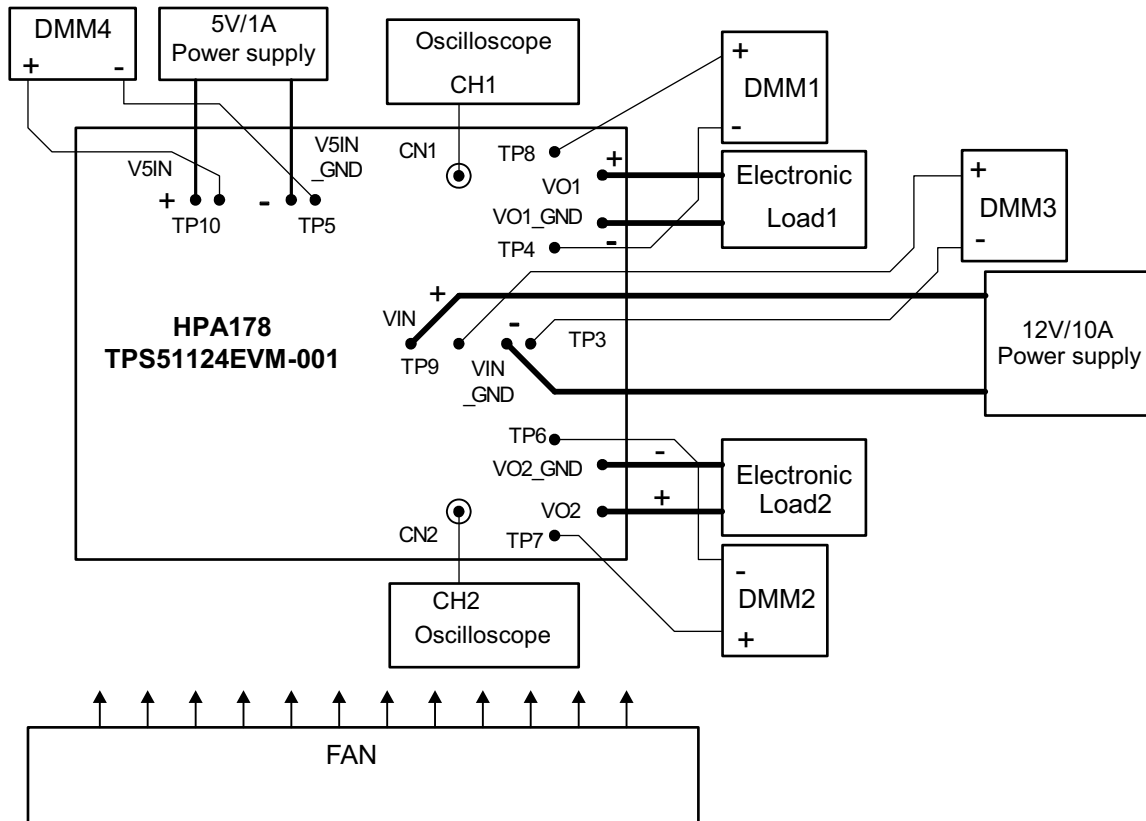 DMM4
+ -
5V/1A
Power supply
Oscilloscope
CH1
+
DMM1
-
V5IN
V5IN
_GND
+
TP10
-
TP5
CN1
TP8
+
VO1
VO1_GND
-
TP4
Electronic
Load1
+
DMM3
-
HPA178
TPS51124EVM-001
VIN
+
TP9
-
VIN
_GND
TP3
12V/10A
Power supply
TP6
VO2_GND
-
VO2
+
TP7
Electronic
Load2
CN2
CH2
Oscilloscope
-
DMM2
+
FAN